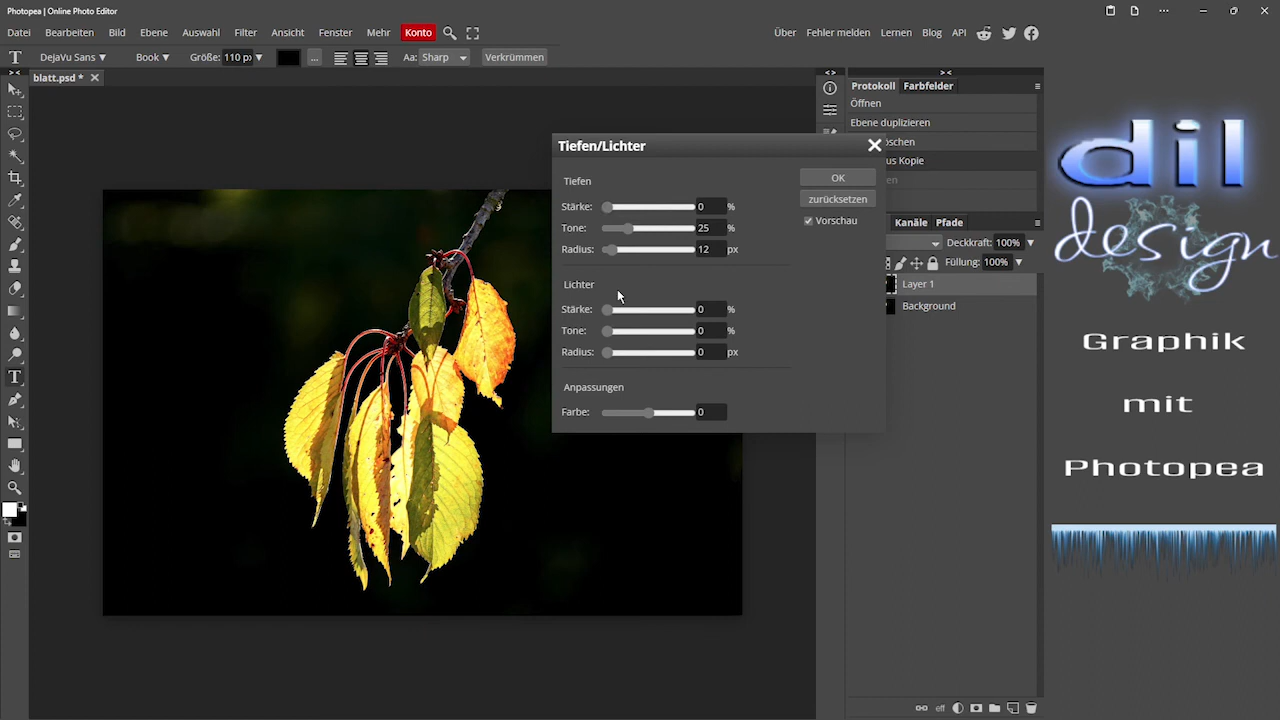 Photopea | Online Photo Editor
Datei Bearbeiten Bild Ebene Auswahl Filter Ansicht Fenster Mehr Konto Über Fehler melden Lernen Blog API
DejaVu Sans Book Größe: 110 p Aa: Sharp Verkrümmen
blatt.psd *
Protokoll Farbfelder
Öffnen
Ebene duplizieren
öschen
us Kopie
en
Tiefen/Lichter
Tiefen
OK
Stärke: 0 %
zurücksetzen
Tone: 25 %
Vorschau
Radius: 12 px
Lichter
Stärke: 0 %
Tone: 0 %
Radius: 0 px
Anpassungen
Farbe: 0
Kanäle Pfade
Deckkraft: 100%
Füllung: 100%
Layer 1
Background
eff
dil
design
Graphik
mit
Photopea